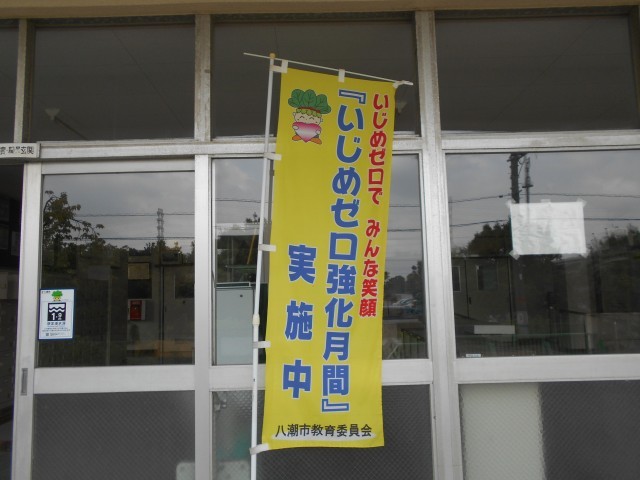 いじめゼロで みんな笑顔
『いじめゼロ強化月間』
実施中
八潮市教育委員会